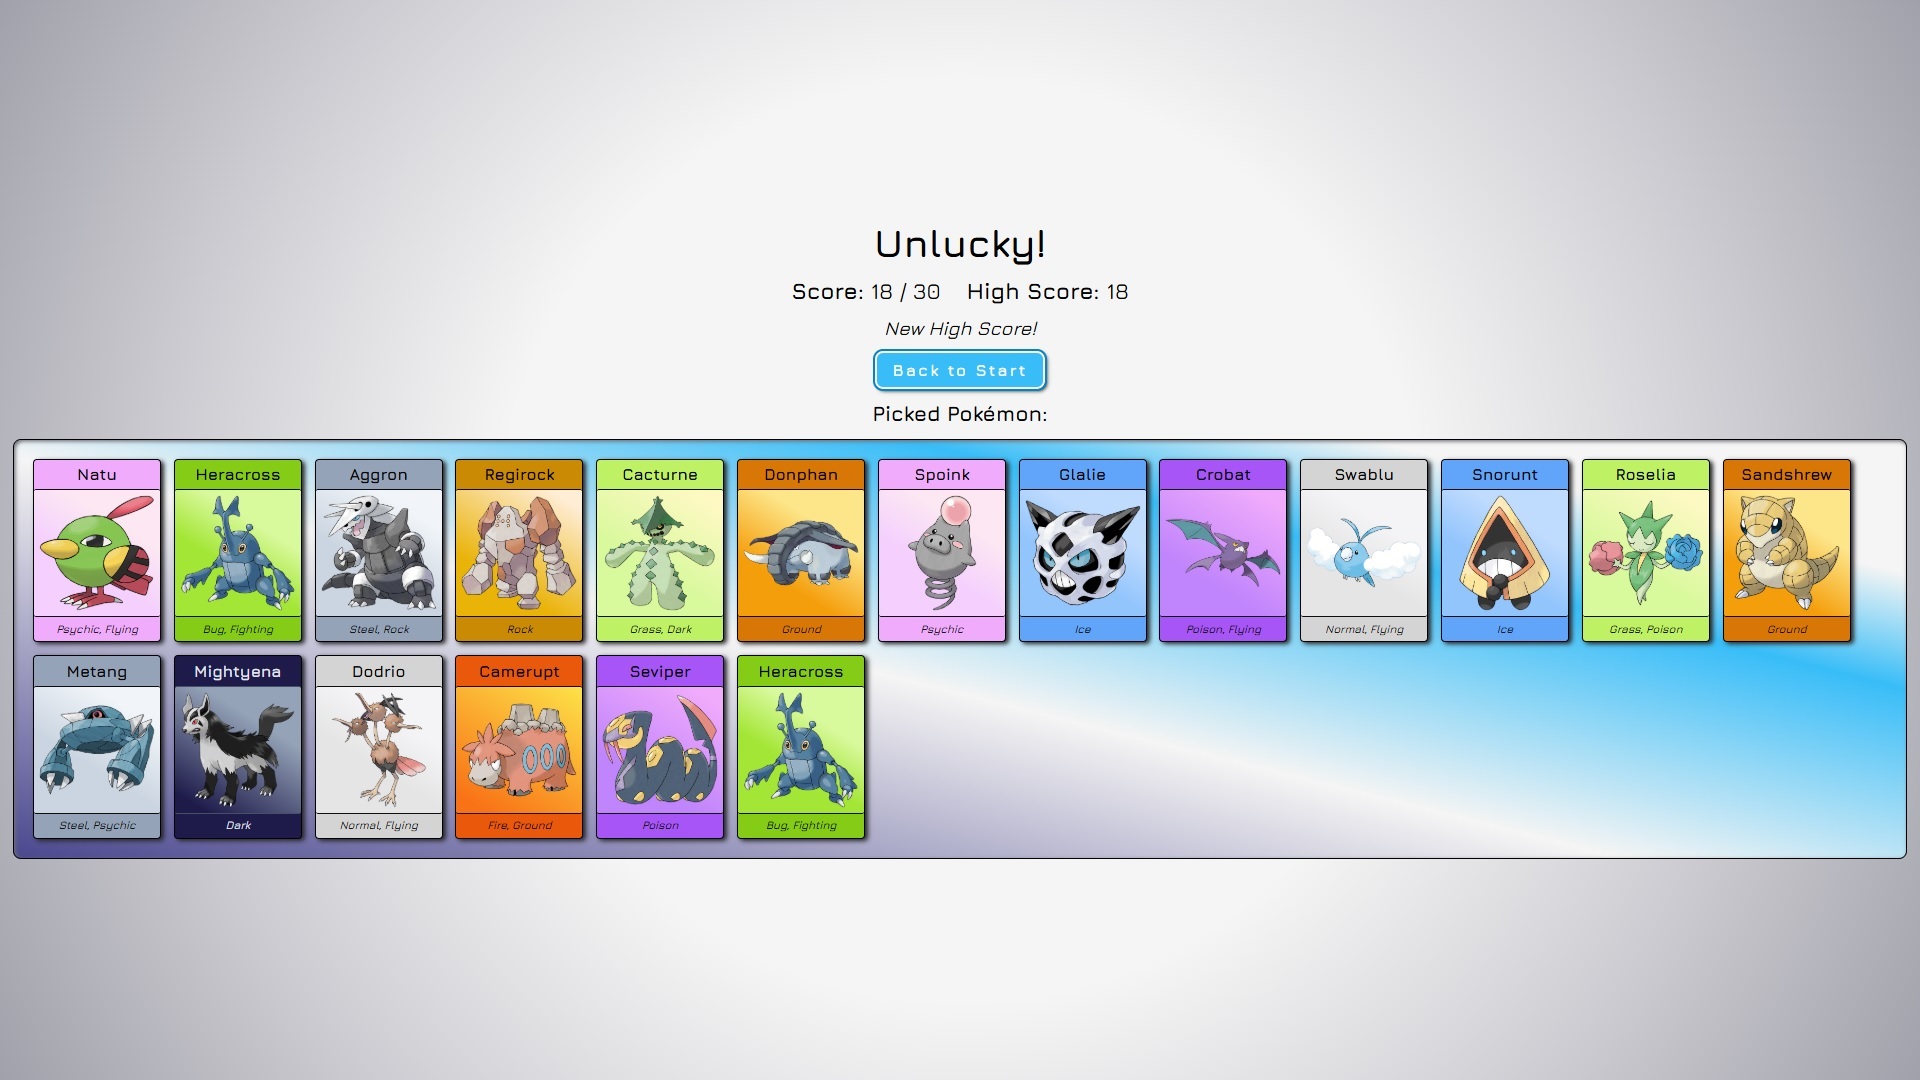 Unlucky!
Score: 18 / 30 High Score: 18
New High Score!
Back to Start
Picked Pokémon:
Natu Heracross Aggron Regirock Cacturne Donphan Spoink Glalie Crobat Swablu Snorunt Roselia Sandshrew
Psychic, Flying Bug, Fighting Steel, Rock Rock Grass, Dark Ground Psychic Ice Poison, Flying Normal, Flying Ice Grass, Poison Ground
Metang Mightyena Dodrio Camerupt Seviper Heracross
Steel, Psychic Dark Normal, Flying Fire, Ground Poison Bug, Fighting